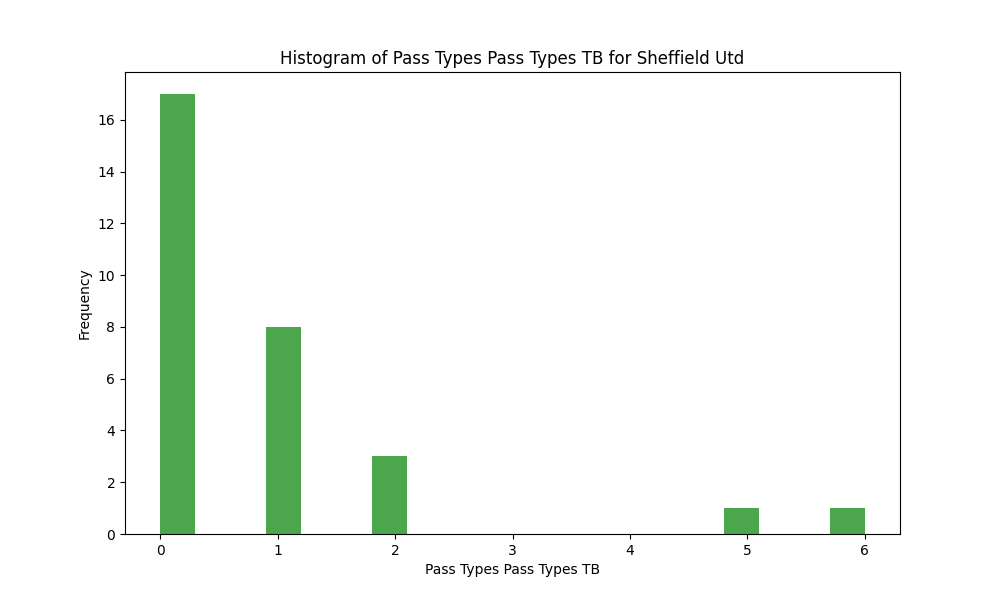 Histogram of Pass Types Pass Types TB for Sheffield Utd
Frequency
16
14
12
10
8
6
4
2
0
0 1 2 3 4 5 6
Pass Types Pass Types TB